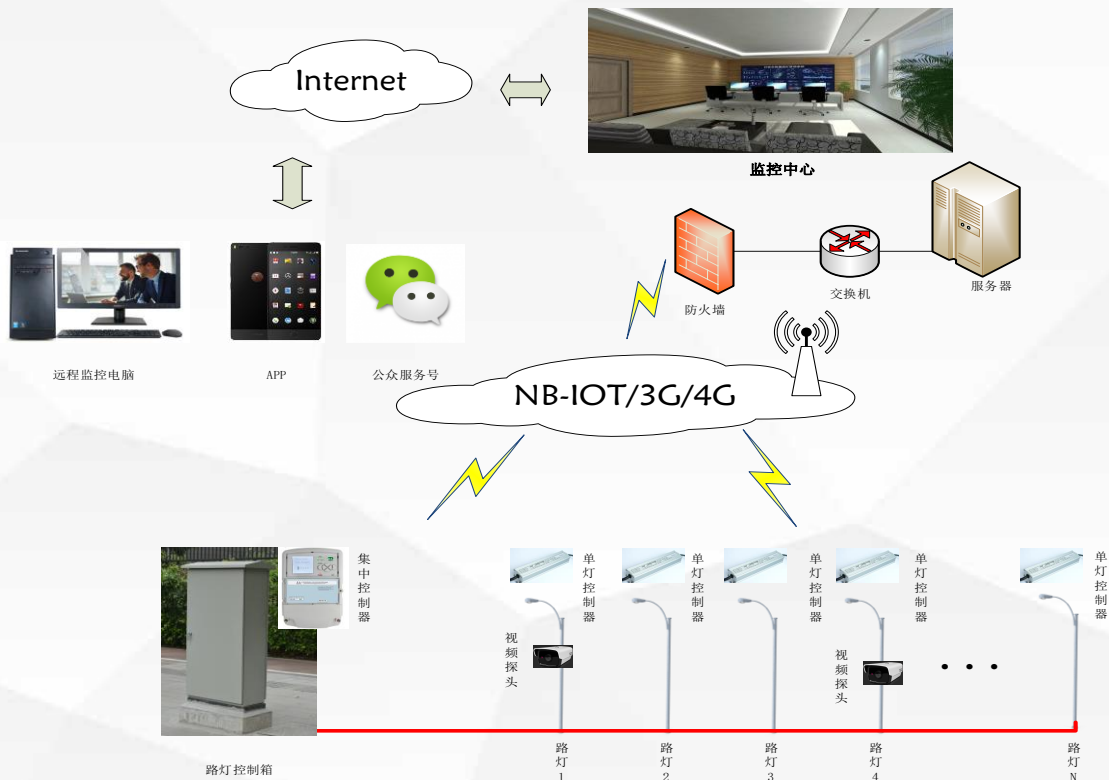 Internet
监控中心
服务器
交换机
防火墙
远程监控电脑
APP
公众服务号
NB-IOT/3G/4G
集中控制器
单灯控制器
单灯控制器
单灯控制器
单灯控制器
单灯控制器
视频探头
视频探头
路灯控制箱
路灯1
路灯2
路灯3
路灯4
路灯N